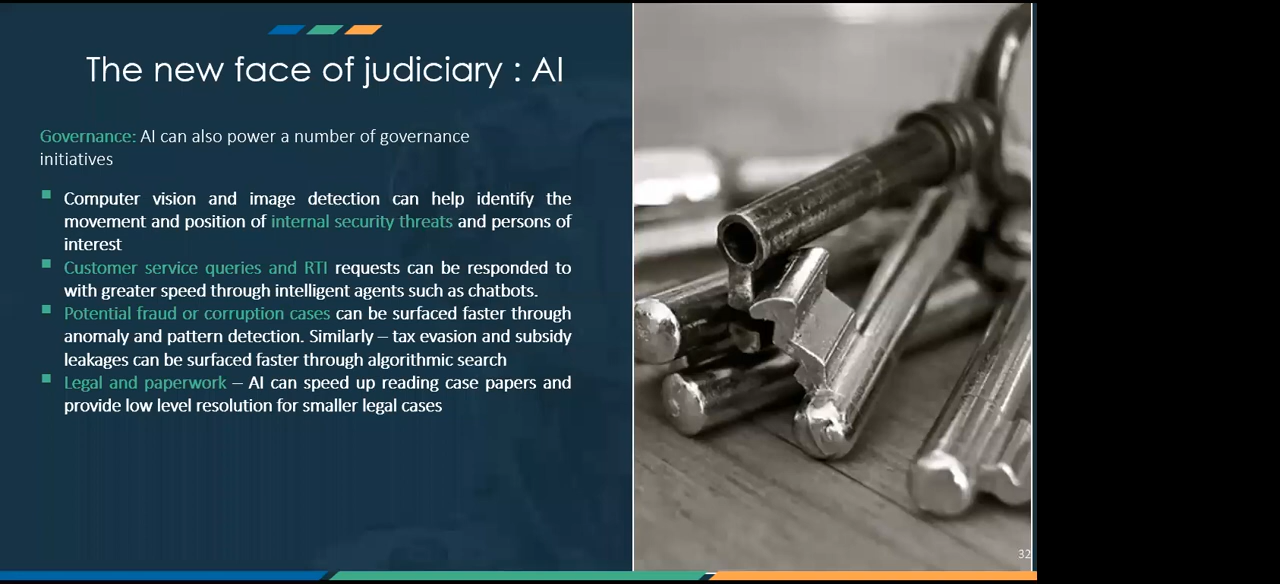 The new face of judiciary : AI
Governance: AI can also power a number of governance
initiatives
Computer vision and image detection can help identify the
movement and position of internal security threats and persons of
interest
Customer service queries and RTI requests can be responded to
with greater speed through intelligent agents such as chatbots.
Potential fraud or corruption cases can be surfaced faster through
anomaly and pattern detection. Similarly – tax evasion and subsidy
leakages can be surfaced faster through algorithmic search
Legal and paperwork – AI can speed up reading case papers and
provide low level resolution for smaller legal cases
32